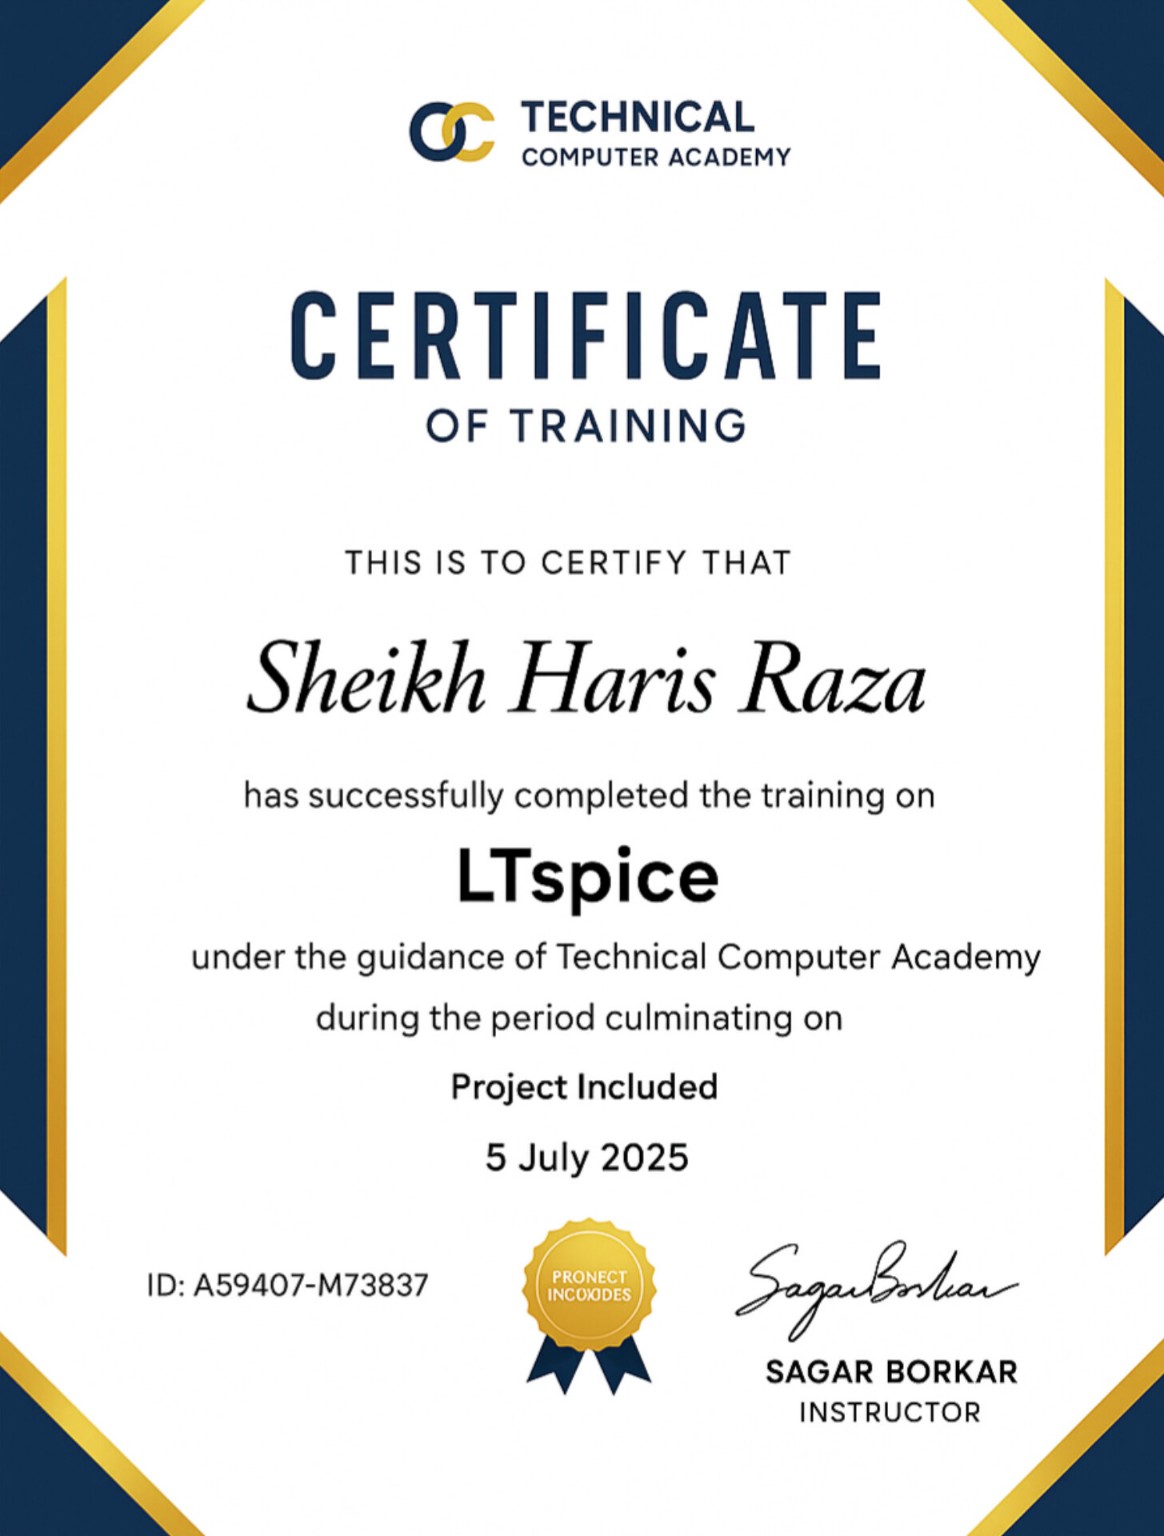 TECHNICAL
COMPUTER ACADEMY
CERTIFICATE
OF TRAINING
THIS IS TO CERTIFY THAT
Sheikh Haris Raza
has successfully completed the training on
LTspice
under the guidance of Technical Computer Academy
during the period culminating on
Project Included
5 July 2025
ID: A59407-M73837
PRONECT
Sagar Borkar
SAGAR BORKAR
INSTRUCTOR